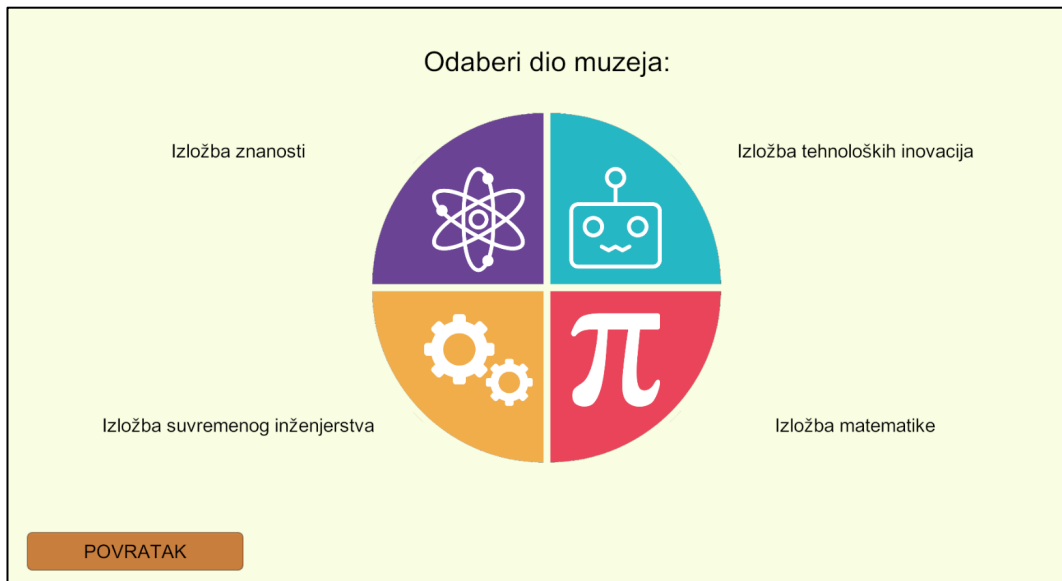 Odaberi dio muzeja:
Izložba znanosti
Izložba tehnoloških inovacija
π
Izložba suvremenog inženjerstva
Izložba matematike
POVRATAK